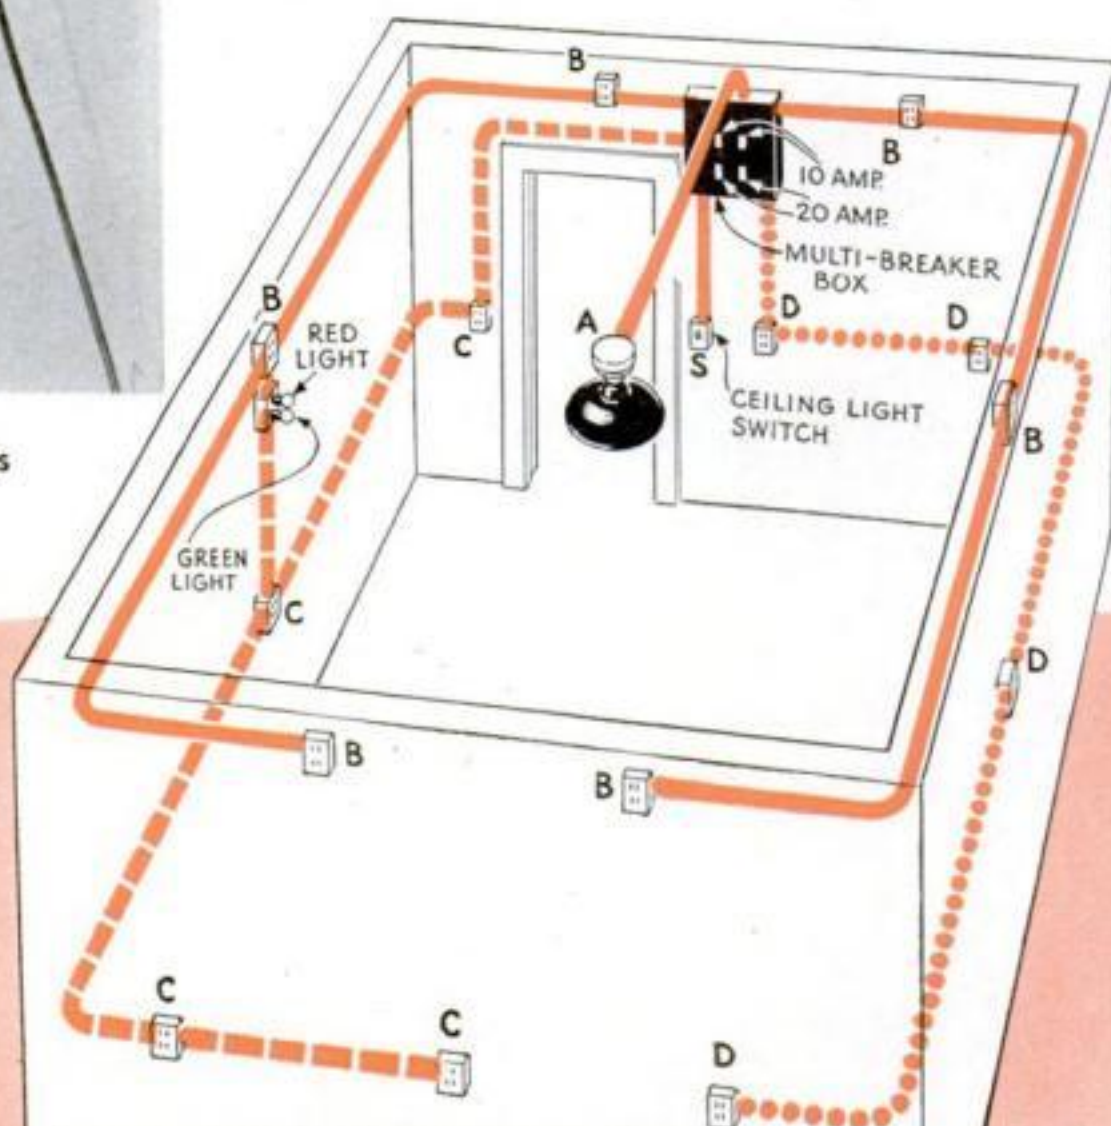 B
B
10 AMP.
20 AMP.
MULTI-BREAKER
BOX
B
RED
LIGHT
C
A
S
D
D
CEILING LIGHT
SWITCH
B
s
GREEN
LIGHT
C
D
B
B
C
C
D